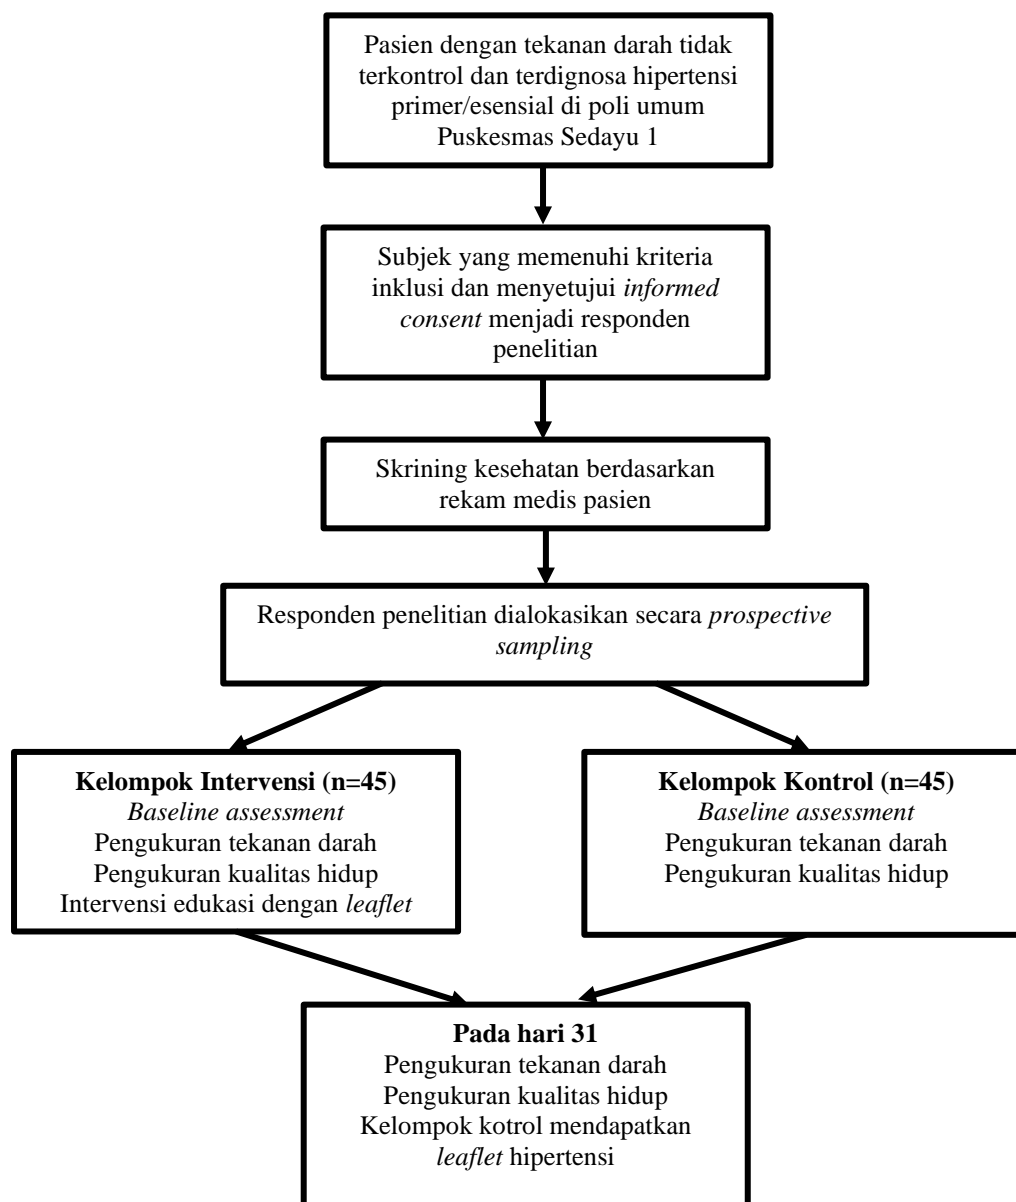 Pasien dengan tekanan darah tidak
terkontrol dan terdignosa hipertensi
primer/esensial di poli umum
Puskesmas Sedayu 1
Subjek yang memenuhi kriteria
inklusi dan menyetujui informed
consent menjadi responden
penelitian
Skrining kesehatan berdasarkan
rekam medis pasien
Responden penelitian dialokasikan secara prospective
sampling
Kelompok Intervensi (n=45)
Baseline assessment
Pengukuran tekanan darah
Pengukuran kualitas hidup
Intervensi edukasi dengan leaflet
Kelompok Kontrol (n=45)
Baseline assessment
Pengukuran tekanan darah
Pengukuran kualitas hidup
Pada hari 31
Pengukuran tekanan darah
Pengukuran kualitas hidup
Kelompok kotrol mendapatkan
leaflet hipertensi